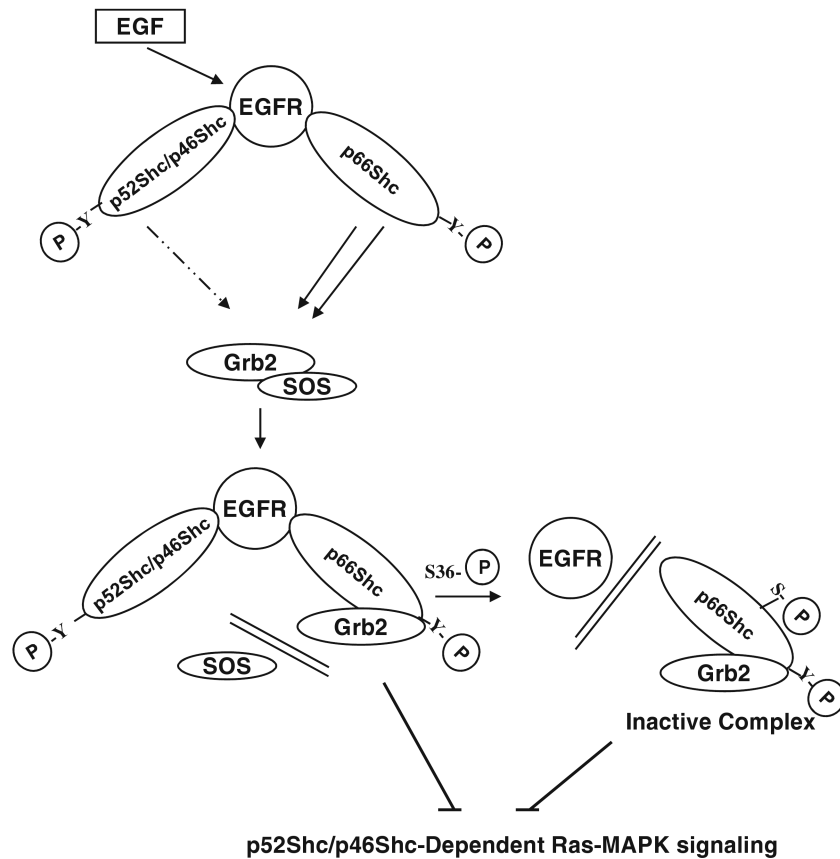 EGF
EGFR
p52Shc/p46Shc
p66Shc
P
-Y-
-Y-
P
Grb2
SOS
EGFR
p52Shc/p46Shc
p66Shc
Grb2
P
-Y
-Y-
P
SOS
S36- P
EGFR
p66Shc
S-
P
Grb2
-Y-
P
Inactive Complex
p52Shc/p46Shc-Dependent Ras-MAPK signaling